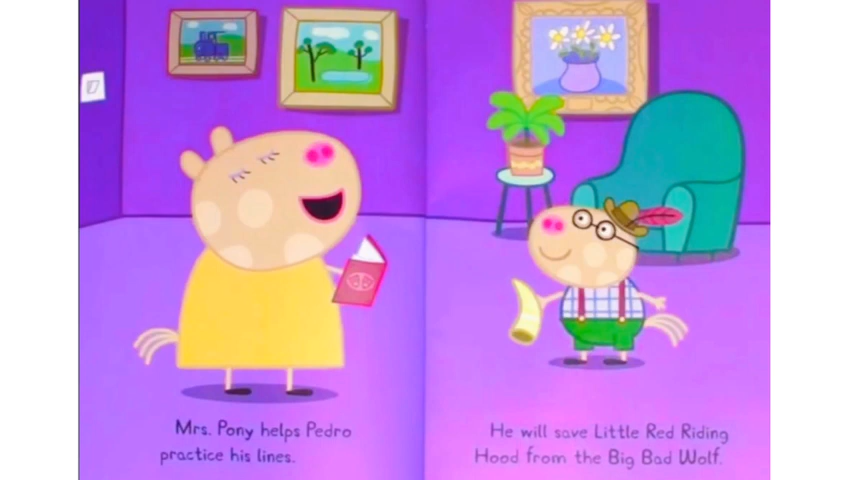 Mrs. Pony helps Pedro
practice his lines.
He will save Little Red Riding
Hood from the Big Bad Wolf.